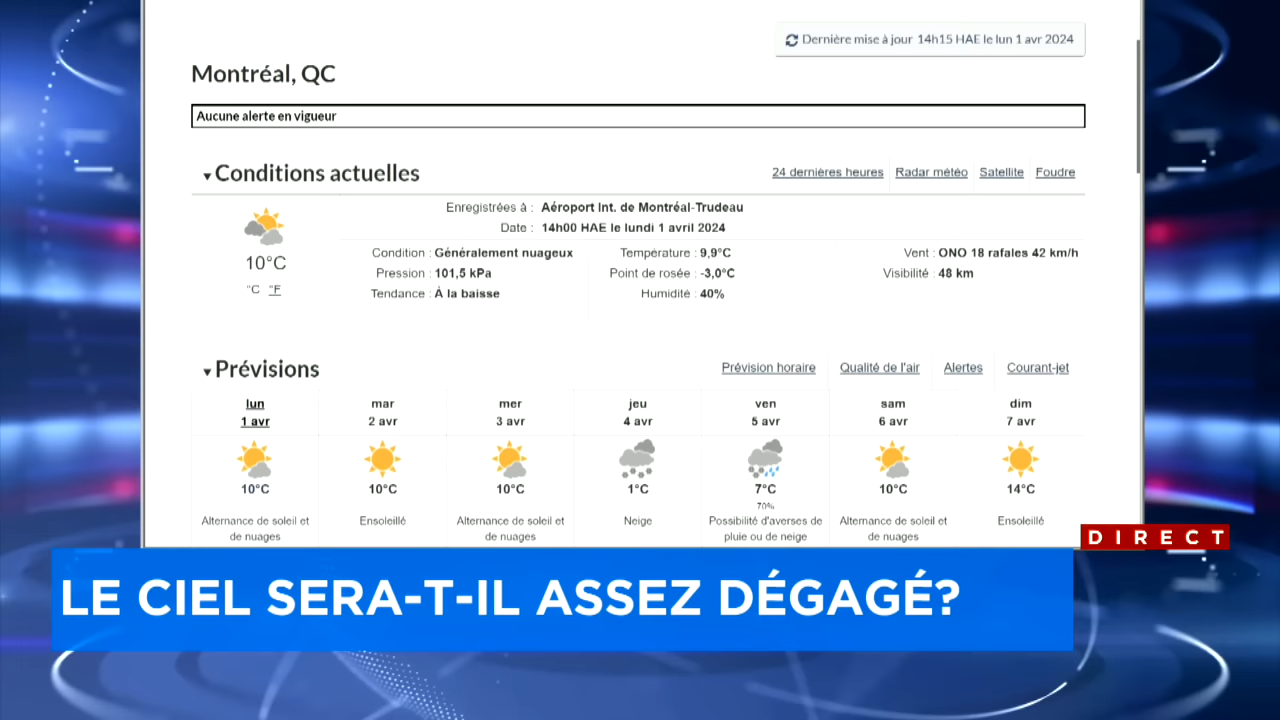 Dernière mise à jour 14h15 HAE le lun 1 avr 2024
Montréal, QC
Aucune alerte en vigueur
Conditions actuelles
24 dernières heures Radar météo Satellite Foudre
Enregistrées à : Aéroport Int. de Montréal-Trudeau
Date : 14h00 HAE le lundi 1 avril 2024
10°C
°C °F
Condition : Généralement nuageux
Pression : 101,5 kPa
Tendance : À la baisse
Température : 9,9°C
Point de rosée : -3,0°C
Humidité : 40%
Vent : ONO 18 rafales 42 km/h
Visibilité : 48 km
Prévisions
Prévision horaire Qualité de l'air Alertes Courant-jet
lun
1 avr
10°C
Alternance de soleil et
de nuages
mar
2 avr
10°C
Ensoleillé
mer
3 avr
10°C
Alternance de soleil et
de nuages
jeu
4 avr
1°C
Neige
ven
5 avr
7°C
70%
Possibilité d'averses de
pluie ou de neige
sam
6 avr
10°C
Alternance de soleil et
de nuages
dim
7 avr
14°C
Ensoleillé
DIRECT
LE CIEL SERA-T-IL ASSEZ DÉGAGÉ?